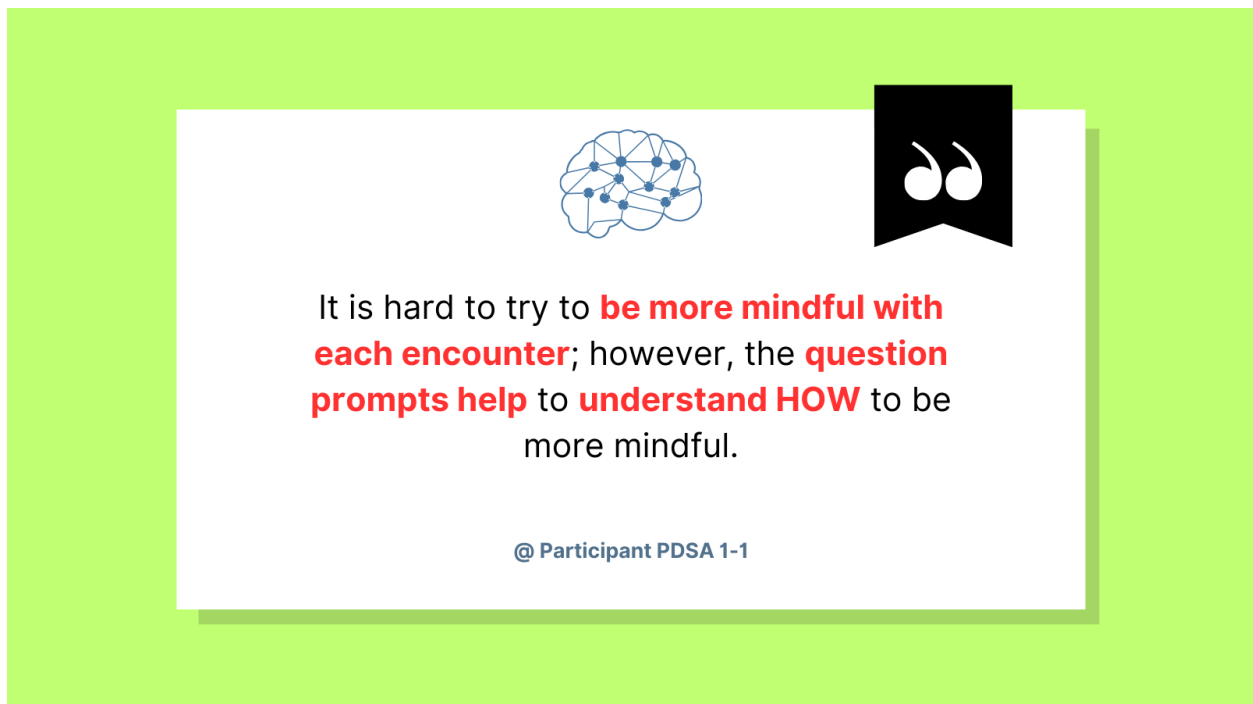 It is hard to try to be more mindful with
each encounter; however, the question
prompts help to understand HOW to be
more mindful.
@ Participant PDSA 1-1